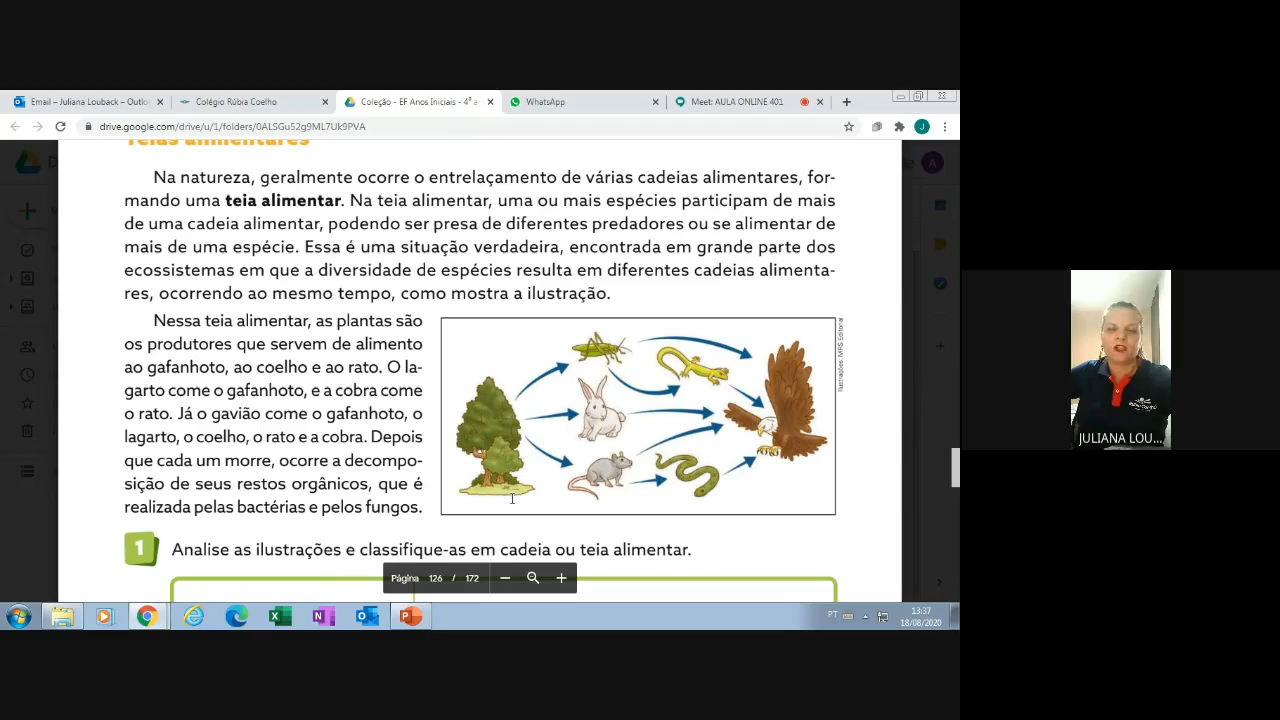 Email – Juliana Louback – Outlo
Colégio Rúbia Coelho
Coleção - EF Anos Iniciais - 4º a
WhatsApp
Meet: AULA ONLINE 401
drive.google.com/drive/u/1/folders/0ALSGu52g9ML7Uk9PVA
J
A
Teias alimentares
Na natureza, geralmente ocorre o entrelaçamento de várias cadeias alimentares, for-
mando uma teia alimentar. Na teia alimentar, uma ou mais espécies participam de mais
de uma cadeia alimentar, podendo ser presa de diferentes predadores ou se alimentar de
mais de uma espécie. Essa é uma situação verdadeira, encontrada em grande parte dos
ecossistemas em que a diversidade de espécies resulta em diferentes cadeias alimenta-
res, ocorrendo ao mesmo tempo, como mostra a ilustração.
Nessa teia alimentar, as plantas são
os produtores que servem de alimento
ao gafanhoto, ao coelho e ao rato. O la-
garto come o gafanhoto, e a cobra come
o rato. Já o gavião come o gafanhoto, o
lagarto, o coelho, o rato e a cobra. Depois
que cada um morre, ocorre a decompo-
sição de seus restos orgânicos, que é
realizada pelas bactérias e pelos fungos.
Ilustrações: MRS Editorial
1 Analise as ilustrações e classifique-as em cadeia ou teia alimentar.
Página 126 / 172
PT
13:37
18/08/2020
JULIANA LOU...